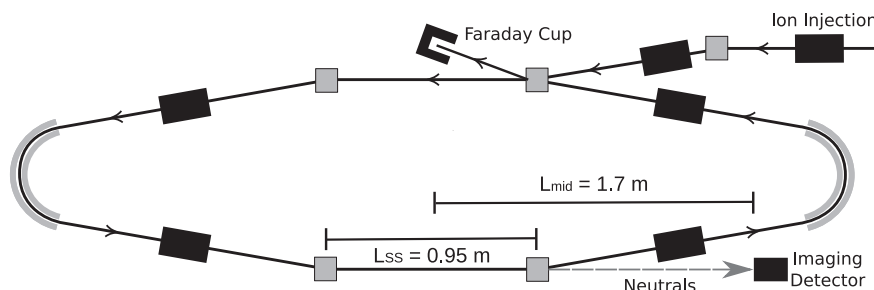 Ion Injection
Faraday Cup
Lmid = 1.7 m
LSS = 0.95 m
Imaging
Detector
Neutrals